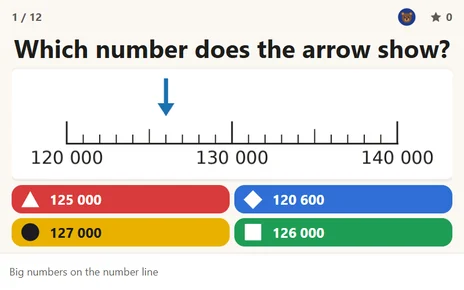 1 / 12
0
Which number does the arrow show?
120 000 130 000 140 000
125 000
120 600
127 000
126 000
Big numbers on the number line